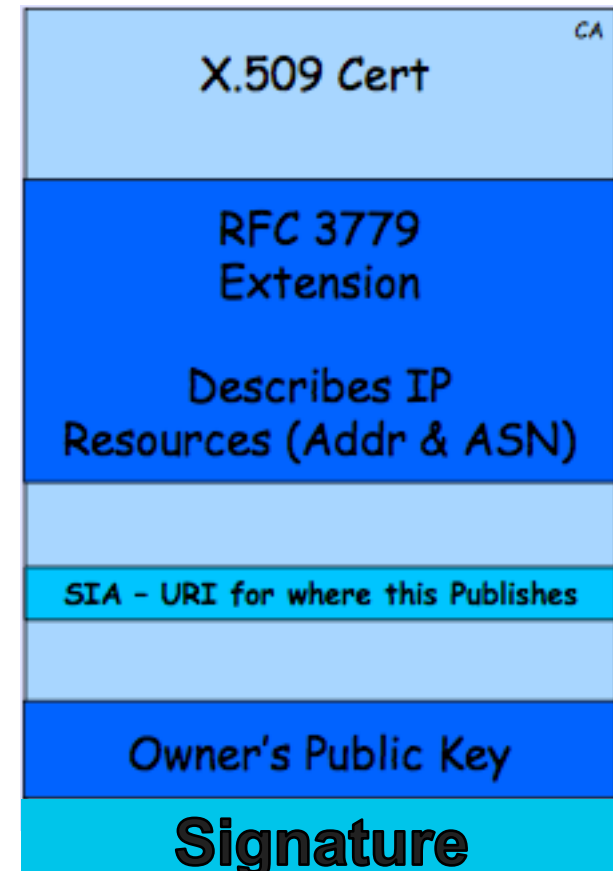 CA
X.509 Cert
RFC 3779
Extension
Describes IP
Resources (Addr & ASN)
SIA - URI for where this Publishes
Owner's Public Key
Signature